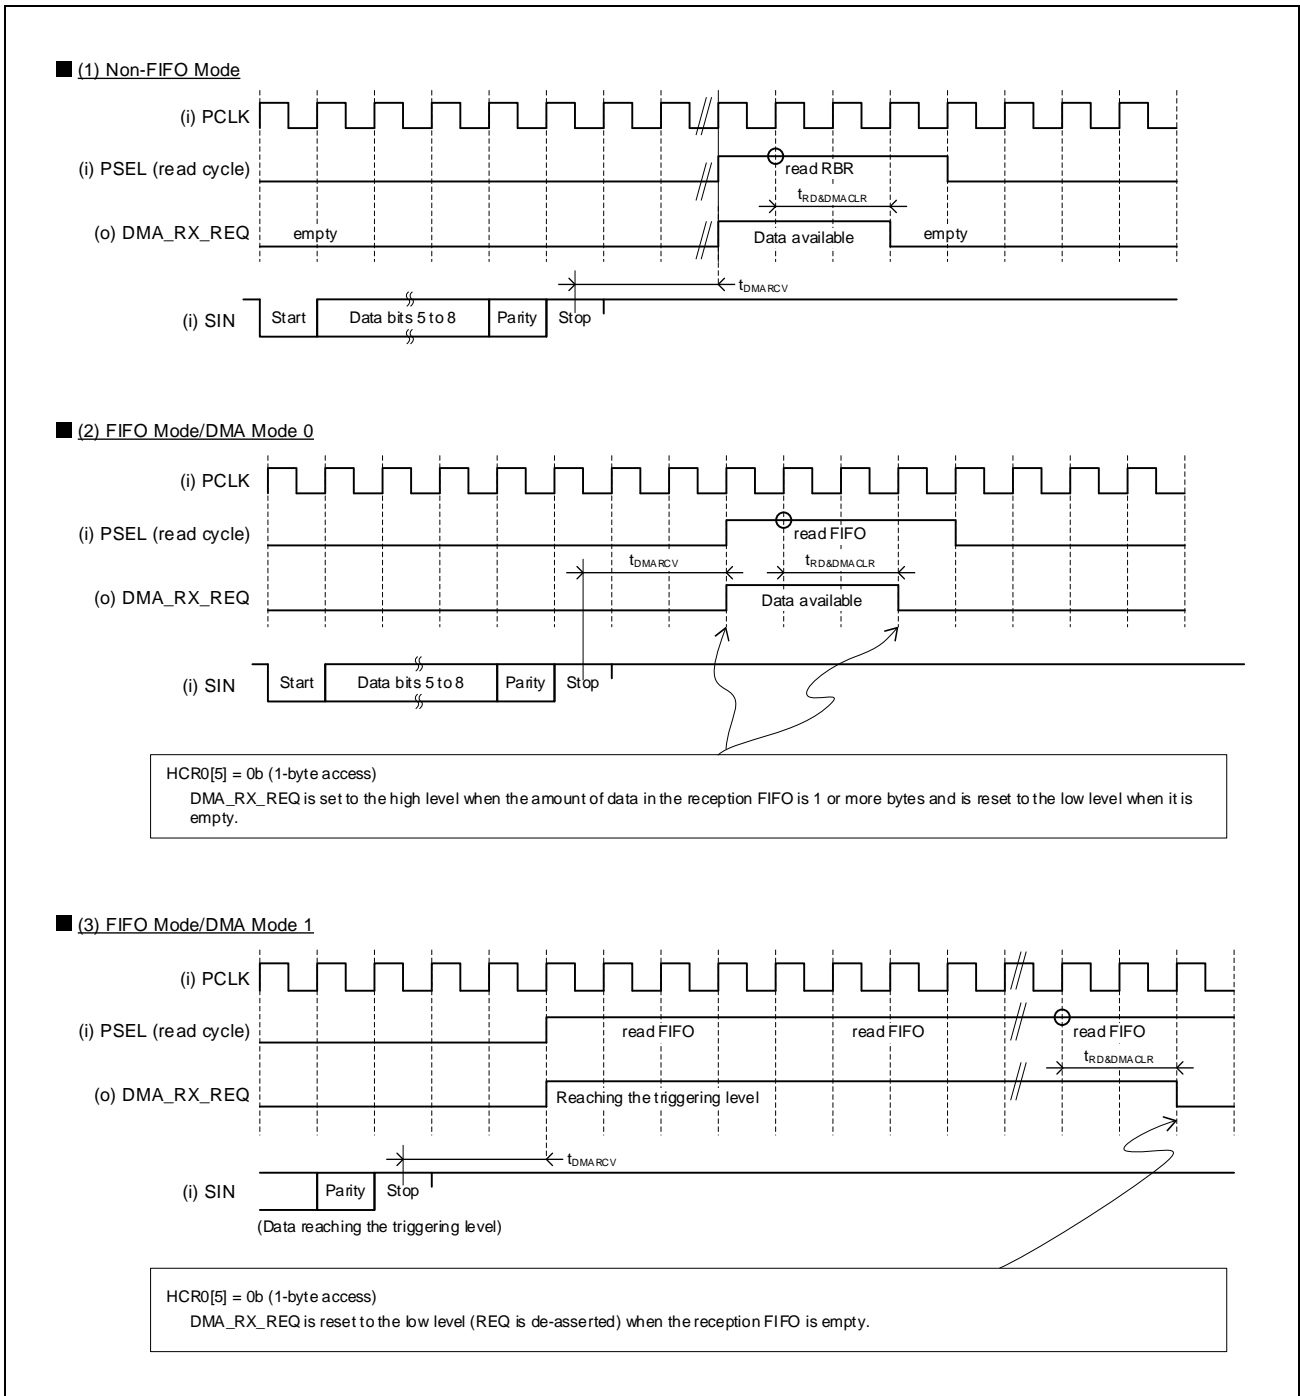 ■ (1) Non-FIFO Mode
(i) PCLK
(i) PSEL (read cycle)
read RBR
tRD&DMACLR
(o) DMA_RX_REQ
empty
Data available
empty
tDMARCV
(i) SIN
Start
Data bits 5 to 8
Parity
Stop
■ (2) FIFO Mode/DMA Mode 0
(i) PCLK
(i) PSEL (read cycle)
read FIFO
tDMARCV
tRD&DMACLR
(o) DMA_RX_REQ
Data available
(i) SIN
Start
Data bits 5 to 8
Parity
Stop
HCR0[5] = 0b (1-byte access)
DMA_RX_REQ is set to the high level when the amount of data in the reception FIFO is 1 or more bytes and is reset to the low level when it is
empty.
■ (3) FIFO Mode/DMA Mode 1
(i) PCLK
(i) PSEL (read cycle)
read FIFO
read FIFO
read FIFO
tRD&DMACLR
(o) DMA_RX_REQ
Reaching the triggering level
tDMARCV
(i) SIN
Parity
Stop
(Data reaching the triggering level)
HCR0[5] = 0b (1-byte access)
DMA_RX_REQ is reset to the low level (REQ is de-asserted) when the reception FIFO is empty.